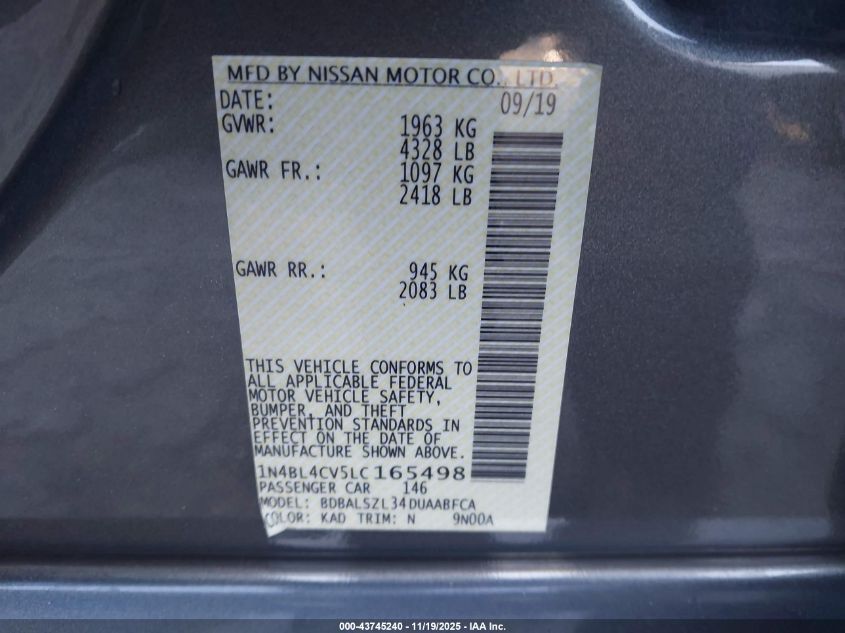 MFD BY NISSAN MOTOR CO., LTD.
DATE: 09/19
GVWR: 1963 KG
4328 LB
GAWR FR.: 1097 KG
2418 LB
GAWR RR.: 945 KG
2083 LB
THIS VEHICLE CONFORMS TO
ALL APPLICABLE FEDERAL
MOTOR VEHICLE SAFETY,
BUMPER, AND THEFT
PREVENTION STANDARDS IN
EFFECT ON THE DATE OF
MANUFACTURE SHOWN ABOVE.
1N4BL4CV5LC165498
PASSENGER CAR 146
MODEL: BDBALSZL34DUAABFCA
COLOR: KAD TRIM: N 9N00A
000-43745240 - 11/19/2025 - IAA Inc.